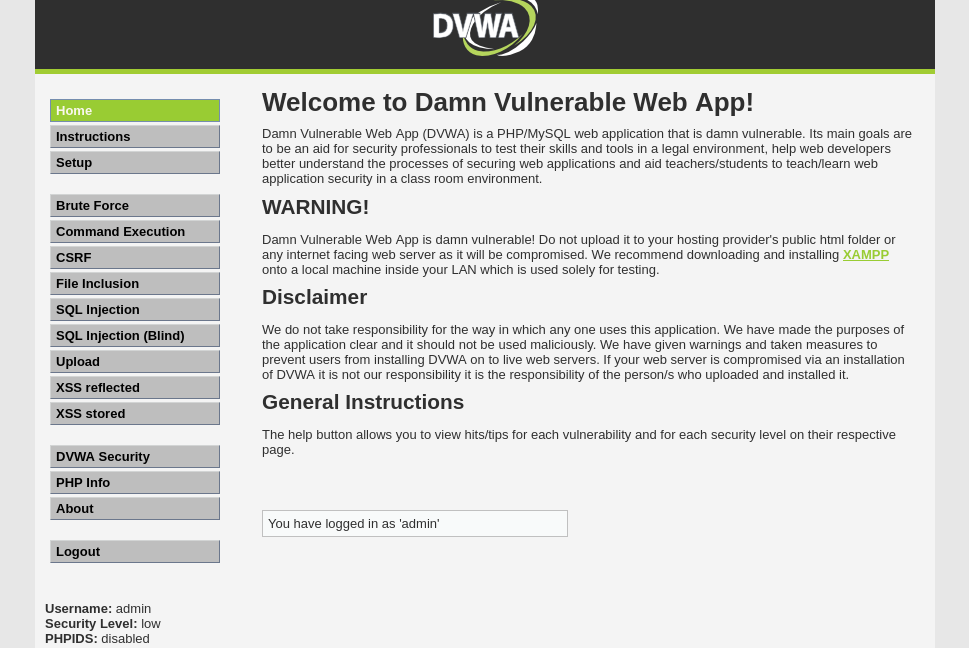 DVWA
Home
Instructions
Setup
Brute Force
Command Execution
CSRF
File Inclusion
SQL Injection
SQL Injection (Blind)
Upload
XSS reflected
XSS stored
DVWA Security
PHP Info
About
Logout
Username: admin
Security Level: low
PHPIDS: disabled
Welcome to Damn Vulnerable Web App!
Damn Vulnerable Web App (DVWA) is a PHP/MySQL web application that is damn vulnerable. Its main goals are
to be an aid for security professionals to test their skills and tools in a legal environment, help web developers
better understand the processes of securing web applications and aid teachers/students to teach/learn web
application security in a class room environment.
WARNING!
Damn Vulnerable Web App is damn vulnerable! Do not upload it to your hosting provider's public html folder or
any internet facing web server as it will be compromised. We recommend downloading and installing XAMPP
onto a local machine inside your LAN which is used solely for testing.
Disclaimer
We do not take responsibility for the way in which any one uses this application. We have made the purposes of
the application clear and it should not be used maliciously. We have given warnings and taken measures to
prevent users from installing DVWA on to live web servers. If your web server is compromised via an installation
of DVWA it is not our responsibility it is the responsibility of the person/s who uploaded and installed it.
General Instructions
The help button allows you to view hits/tips for each vulnerability and for each security level on their respective
page.
You have logged in as 'admin'